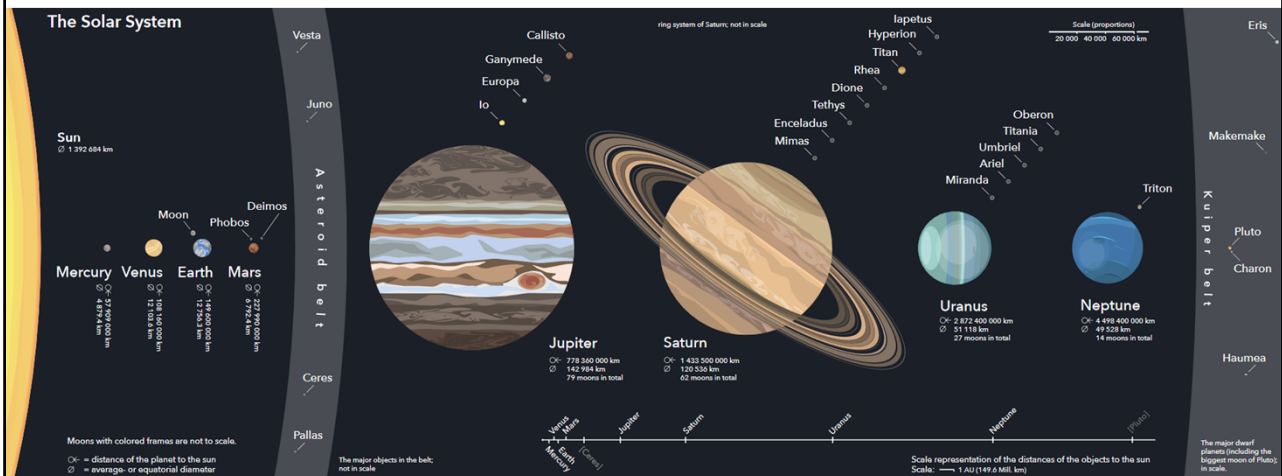 The Solar System
Sun
Ø 1 392 684 km
Moon
Phobos
Deimos
Mercury
O← 57 909 000 km
Ø 4 879.4 km
Venus
O← 108 160 000 km
Ø 12 103.6 km
Earth
O← 149 600 000 km
Ø 12 756.3 km
Mars
O← 227 990 000 km
Ø 6 792.4 km
Moons with colored frames are not to scale.
O← = distance of the planet to the sun
Ø = average- or equatorial diameter
Vesta
Juno
Asteroid belt
Ceres
Pallas
The major objects in the belt;
not in scale
Callisto
Ganymede
Europa
Io
Jupiter
O← 778 360 000 km
Ø 142 984 km
79 moons in total
ring system of Saturn; not in scale
Iapetus
Hyperion
Titan
Rhea
Dione
Tethys
Enceladus
Mimas
Saturn
O← 1 433 500 000 km
Ø 120 536 km
62 moons in total
Scale (proportions)
20 000 40 000 60 000 km
Oberon
Titania
Umbriel
Ariel
Miranda
Uranus
O← 2 872 400 000 km
Ø 51 118 km
27 moons in total
Triton
Neptune
O← 4 498 400 000 km
Ø 49 528 km
14 moons in total
Mercury
Venus
Earth
Mars
[Ceres]
Jupiter
Saturn
Uranus
Neptune
[Pluto]
Scale representation of the distances of the objects to the sun
Scale: 1 AU (149.6 Mill. km)
Eris
Makemake
Kuiper belt
Pluto
Charon
Haumea
The major dwarf
planets (including the
biggest moon of Pluto);
in scale.